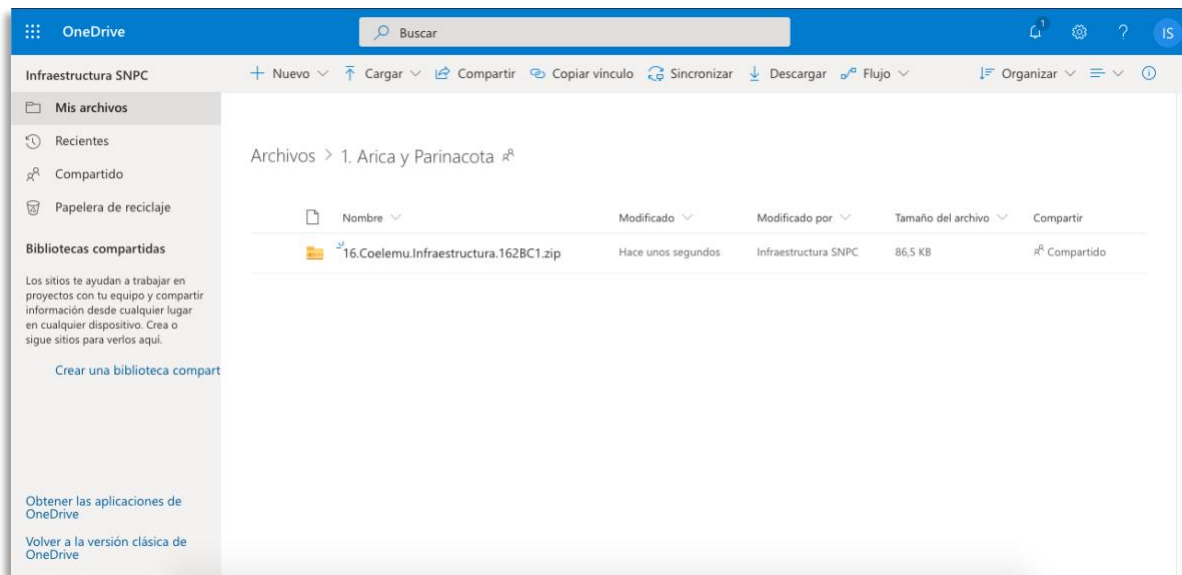 OneDrive
Buscar
1
?
IS
Infraestructura SNPC
Nuevo
Cargar
Compartir
Copiar vínculo
Sincronizar
Descargar
Flujo
Organizar
Mis archivos
Recientes
Compartido
Papelera de reciclaje
Bibliotecas compartidas
Los sitios te ayudan a trabajar en
proyectos con tu equipo y compartir
información desde cualquier lugar
en cualquier dispositivo. Crea o
sigue sitios para verlos aquí.
Crear una biblioteca compart
Obtener las aplicaciones de
OneDrive
Volver a la versión clásica de
OneDrive
Archivos > 1. Arica y Parinacota
Nombre
Modificado
Modificado por
Tamaño del archivo
Compartir
16.Coelemu.Infraestructura.162BC1.zip
Hace unos segundos
Infraestructura SNPC
86,5 KB
Compartido